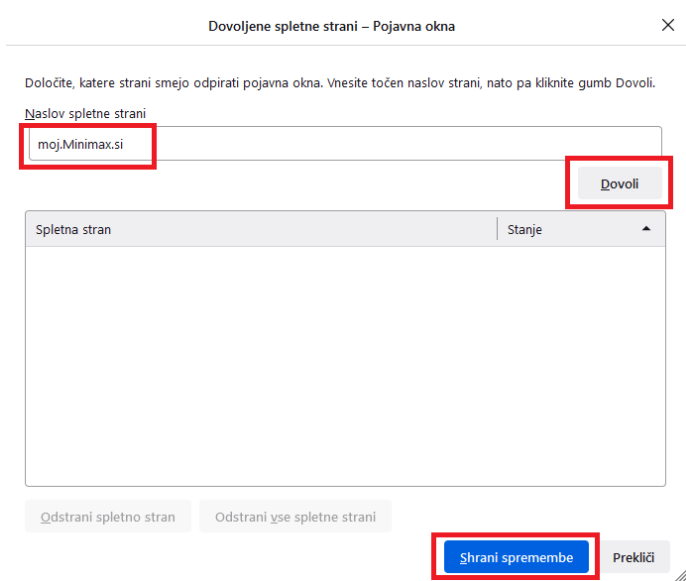 Dovoljene spletne strani – Pojavna okna
Določite, katere strani smejo odpirati pojavna okna. Vnesite točen naslov strani, nato pa kliknite gumb Dovoli.
Naslov spletne strani
moj.Minimax.si
Dovoli
Spletna stran Stanje
Odstrani spletno stran Odstrani vse spletne strani
Shrani spremembe Prekliči